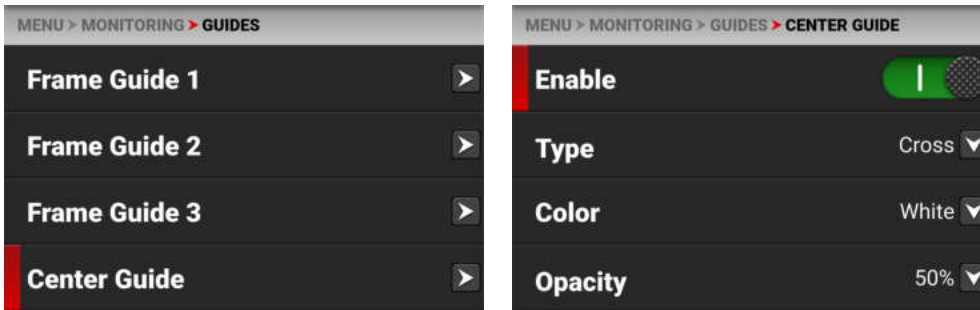 MENU > MONITORING > GUIDES
Frame Guide 1
Frame Guide 2
Frame Guide 3
Center Guide
MENU > MONITORING > GUIDES > CENTER GUIDE
Enable
Type Cross
Color White
Opacity 50%